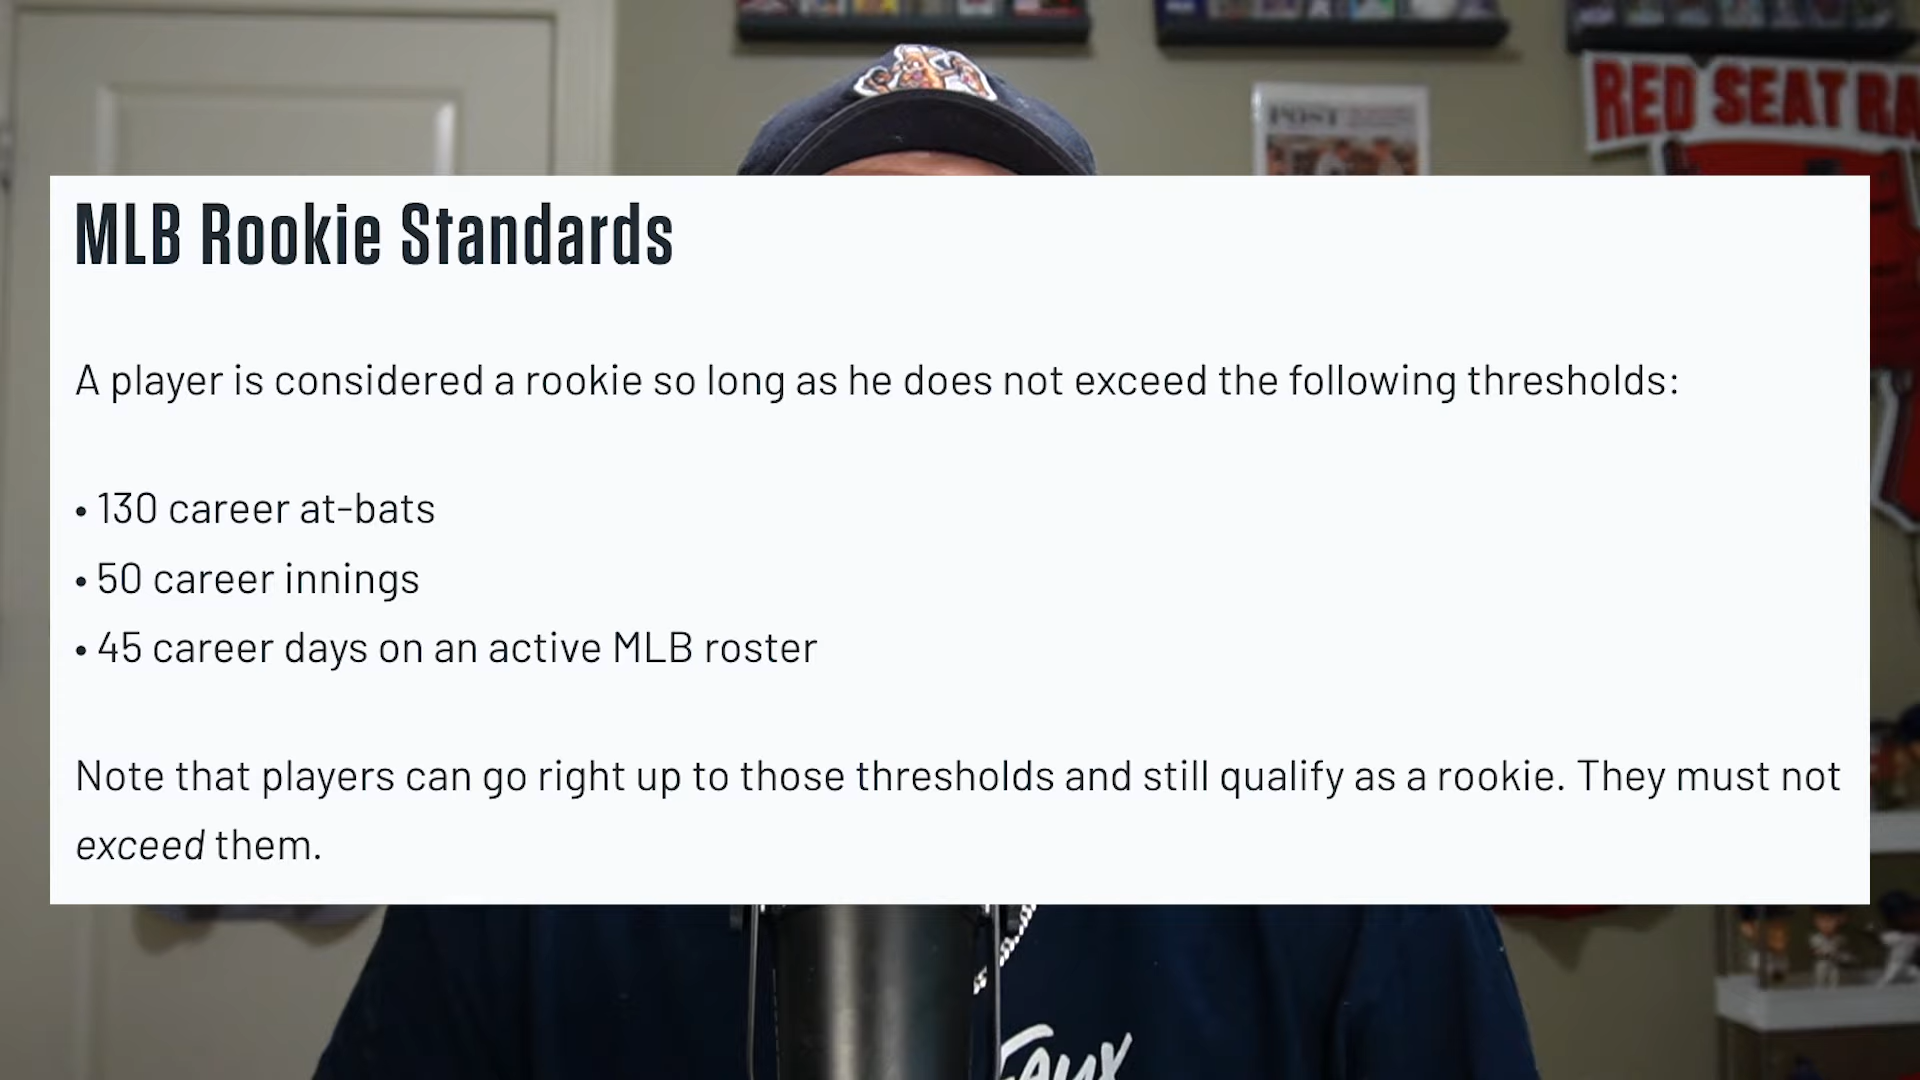 POST
RED SEAT RA
MLB Rookie Standards
A player is considered a rookie so long as he does not exceed the following thresholds:
• 130 career at-bats
• 50 career innings
• 45 career days on an active MLB roster
Note that players can go right up to those thresholds and still qualify as a rookie. They must not
exceed them.